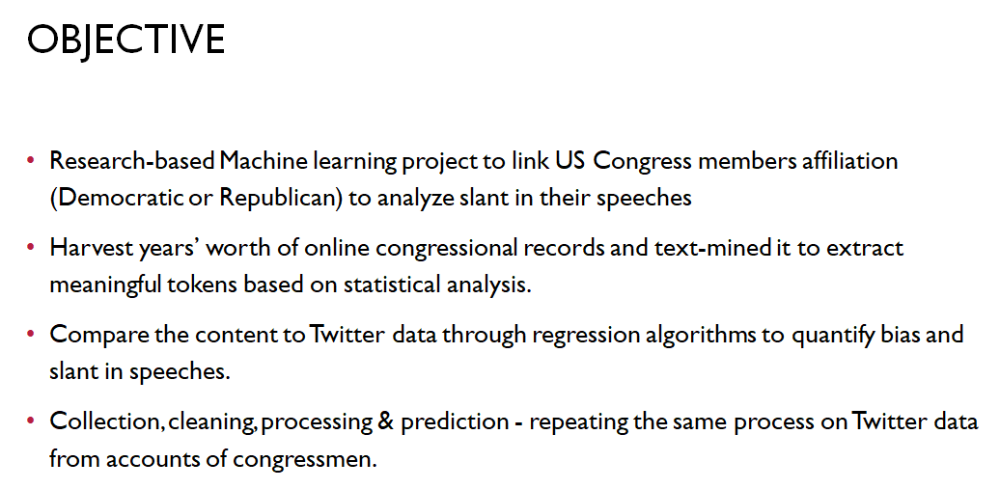 OBJECTIVE
• Research-based Machine learning project to link US Congress members affiliation
(Democratic or Republican) to analyze slant in their speeches
• Harvest years’ worth of online congressional records and text-mined it to extract
meaningful tokens based on statistical analysis.
• Compare the content to Twitter data through regression algorithms to quantify bias and
slant in speeches.
• Collection, cleaning, processing & prediction - repeating the same process on Twitter data
from accounts of congressmen.